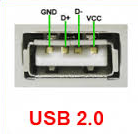 GND D+ D- VCC
USB 2.0